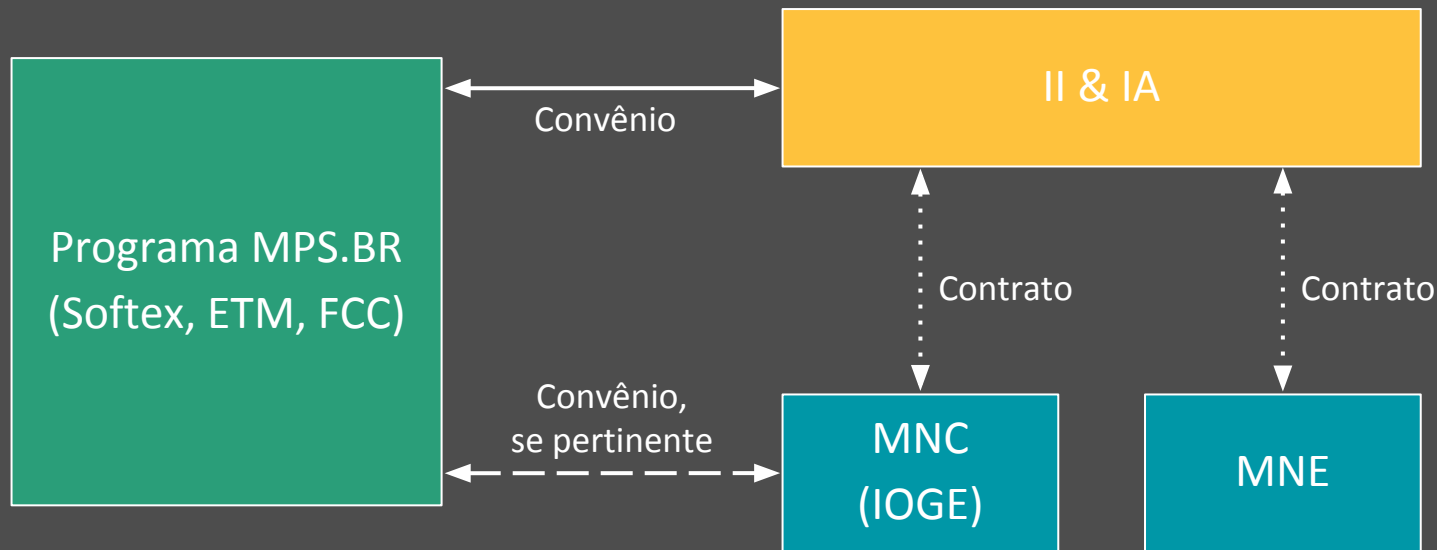 II & IA
Convênio
Programa MPS.BR
(Softex, ETM, FCC)
Contrato
Contrato
Convênio,
se pertinente
MNC
(IOGE)
MNE